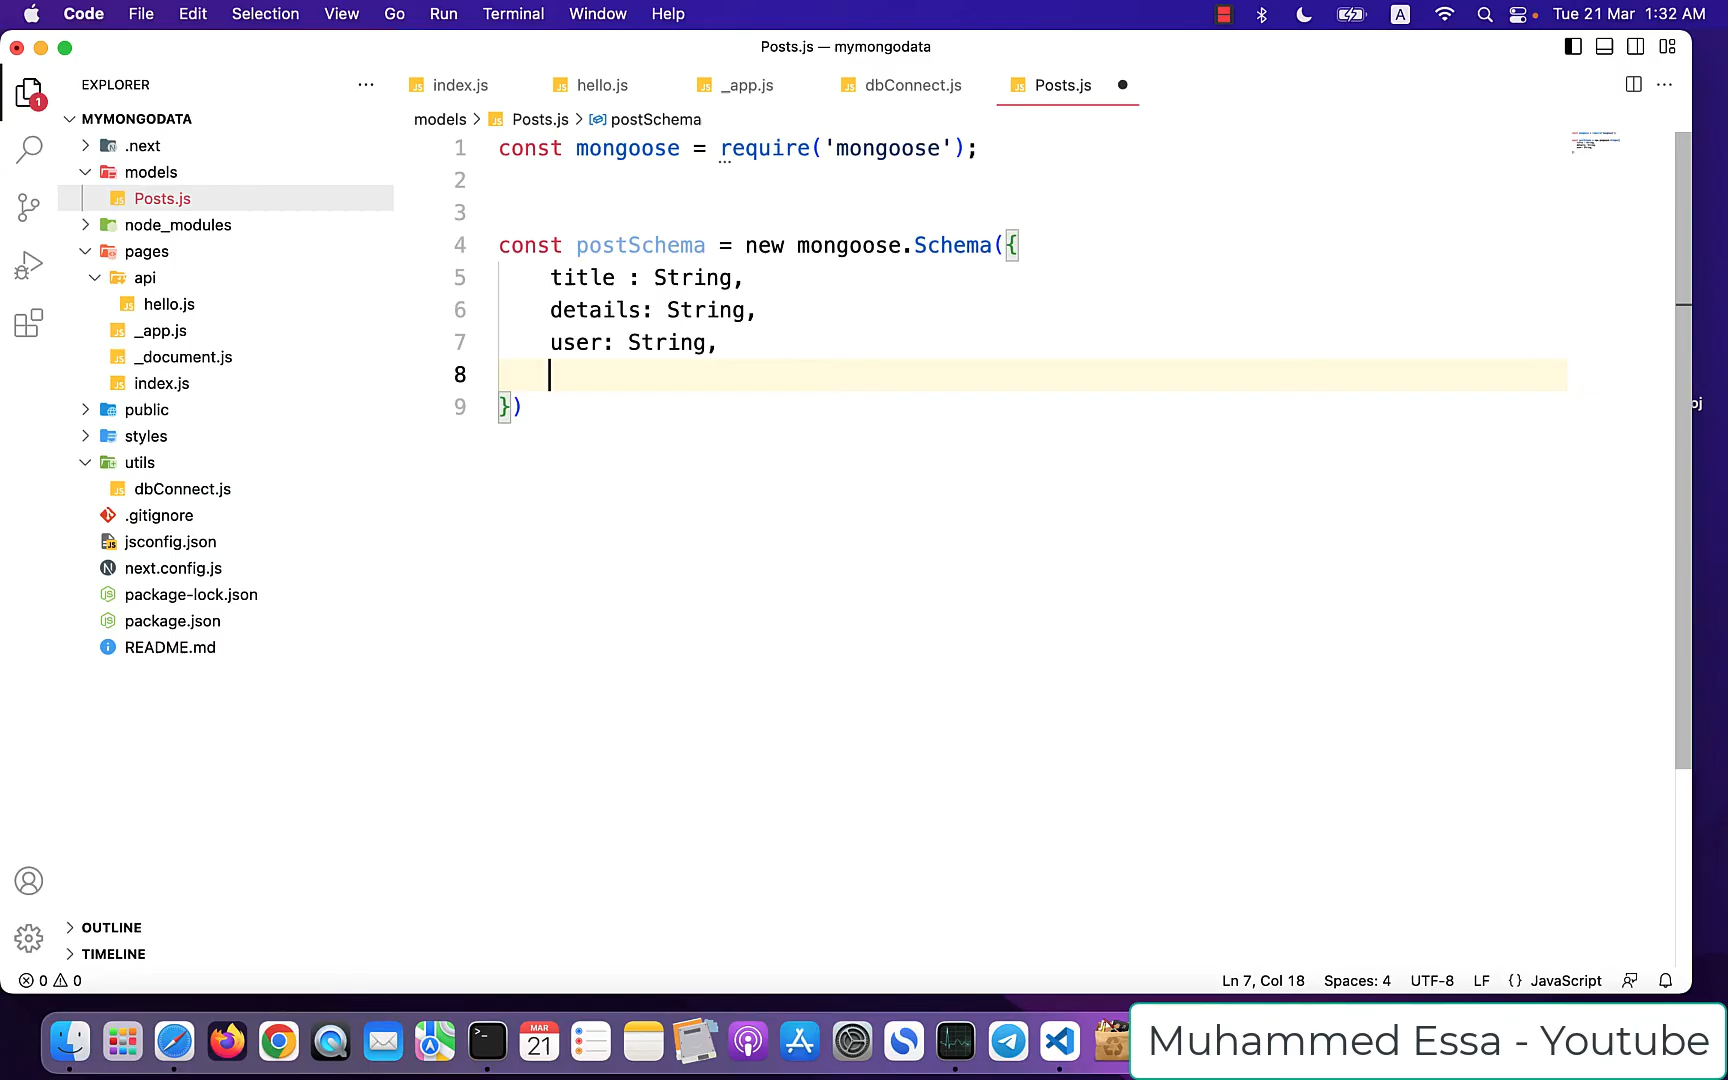 Code File Edit Selection View Go Run Terminal Window Help
A
Tue 21 Mar 1:32 AM
Posts.js — mymongodata
EXPLORER
index.js
hello.js
_app.js
dbConnect.js
Posts.js
1
MYMONGODATA
models > Posts.js > postSchema
.next
models
Posts.js
node_modules
pages
api
hello.js
_app.js
_document.js
index.js
public
styles
utils
dbConnect.js
.gitignore
jsconfig.json
next.config.js
package-lock.json
package.json
README.md
OUTLINE
TIMELINE
1 const mongoose = require('mongoose');
2
3
4 const postSchema = new mongoose.Schema({
5 title : String,
6 details: String,
7 user: String,
8
9 })
oj
0 0
Ln 7, Col 18 Spaces: 4 UTF-8 LF {} JavaScript
MAR
21
Muhammed Essa - Youtube